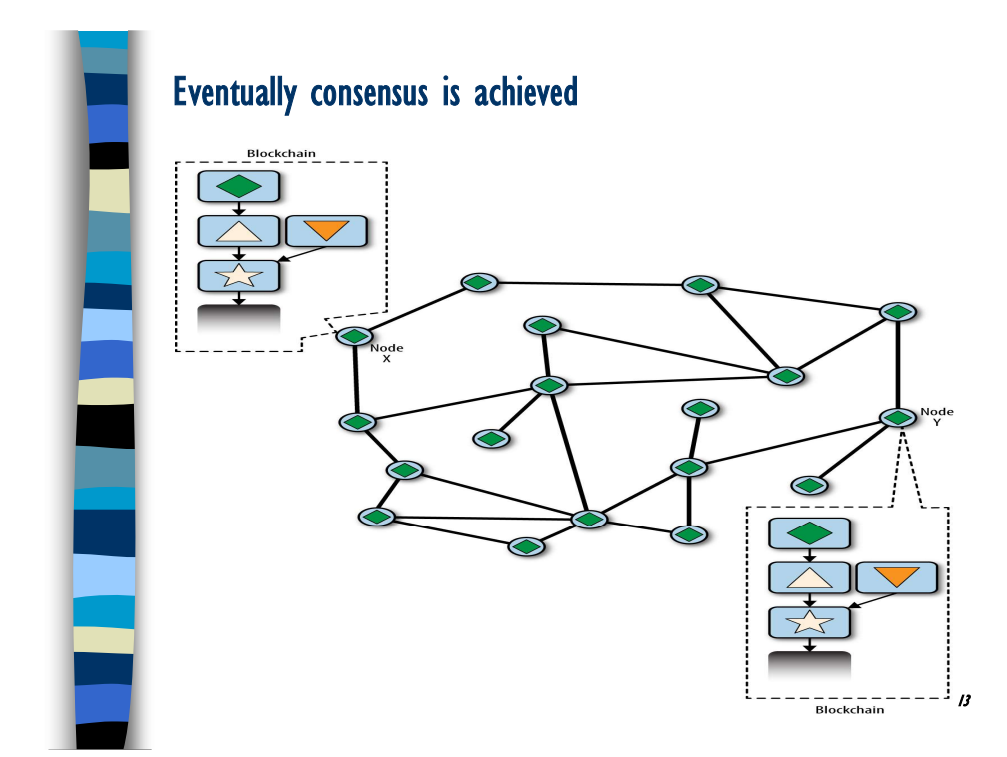 Eventually consensus is achieved
Blockchain
Node
X
Node
Y
Blockchain
13